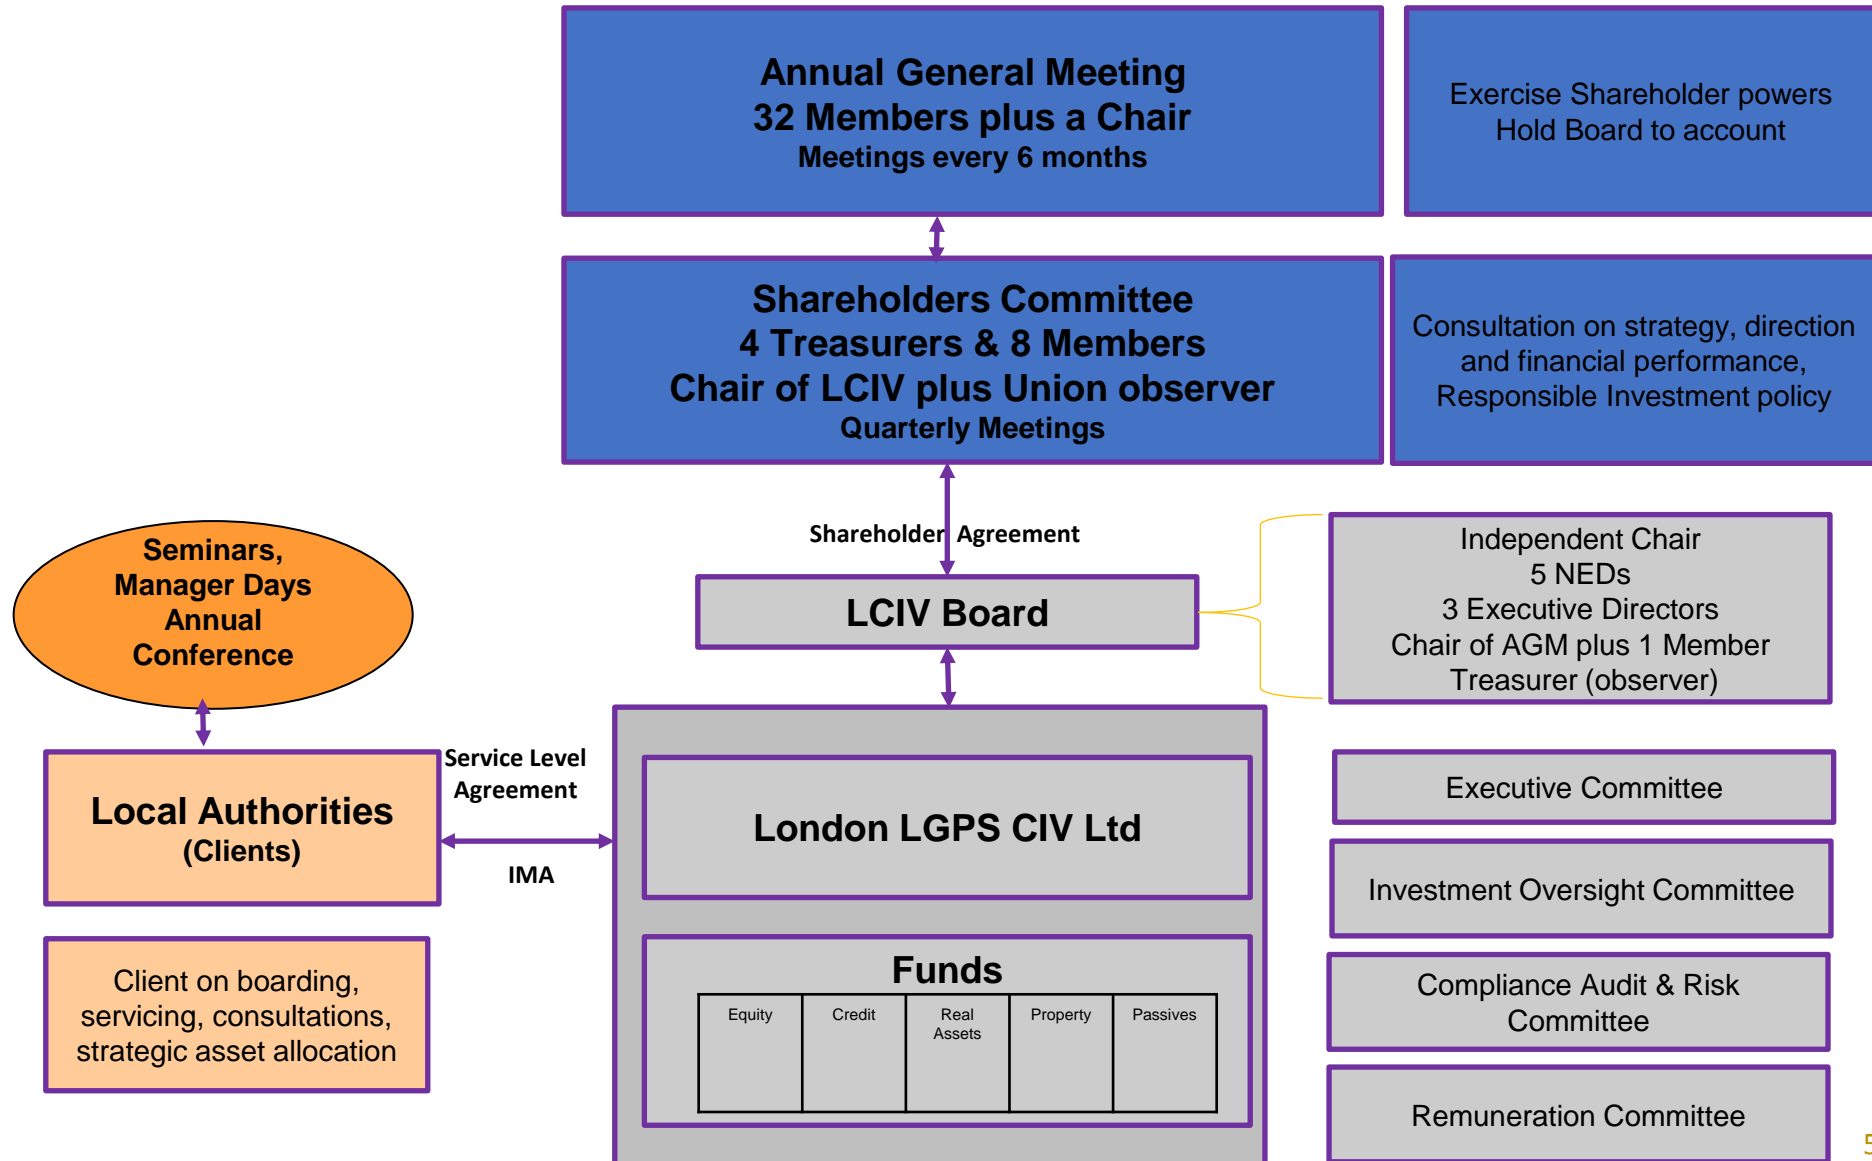 Annual General Meeting
32 Members plus a Chair
Meetings every 6 months
Exercise Shareholder powers
Hold Board to account
Shareholders Committee
4 Treasurers & 8 Members
Chair of LCIV plus Union observer
Quarterly Meetings
Consultation on strategy, direction
and financial performance,
Responsible Investment policy
Shareholder Agreement
Seminars,
Manager Days
Annual
Conference
LCIV Board
Independent Chair
5 NEDs
3 Executive Directors
Chair of AGM plus 1 Member
Treasurer (observer)
Service Level
Agreement
IMA
Local Authorities
(Clients)
London LGPS CIV Ltd
Executive Committee
Investment Oversight Committee
Client on boarding,
servicing, consultations,
strategic asset allocation
Funds
Equity
Credit
Real
Assets
Property
Passives
Compliance Audit & Risk
Committee
Remuneration Committee
5